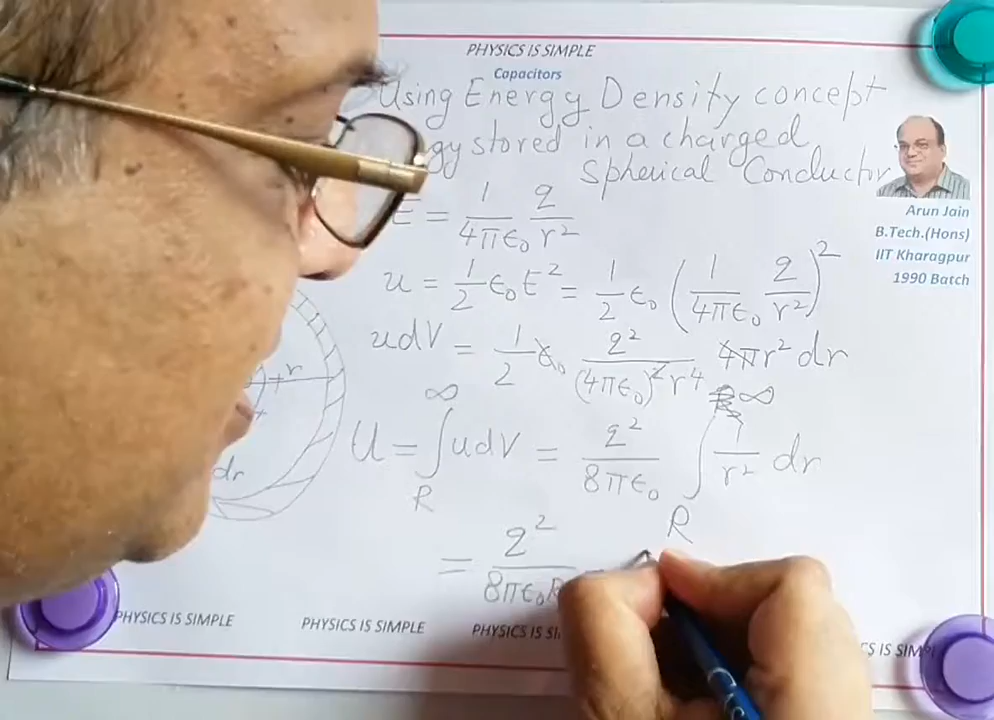 PHYSICS IS SIMPLE
Capacitors
Using Energy Density concept
gy stored in a charged
Spherical Conductor
Arun Jain
B.Tech.(Hons)
IIT Kharagpur
1990 Batch
E = 1/4πϵ₀ q/r²
u = 1/2 ϵ₀E² = 1/2 ϵ₀ (1/4πϵ₀ q/r²)²
udV = 1/2 ϵ₀ q²/(4πϵ₀)²r⁴ 4πr² dr
U = ∫_R^∞ udV = q²/8πϵ₀ ∫_R^∞ 1/r² dr
= q²/8πϵ₀R
r
dr
PHYSICS IS SIMPLE PHYSICS IS SIMPLE PHYSICS IS SI CS IS SIMP